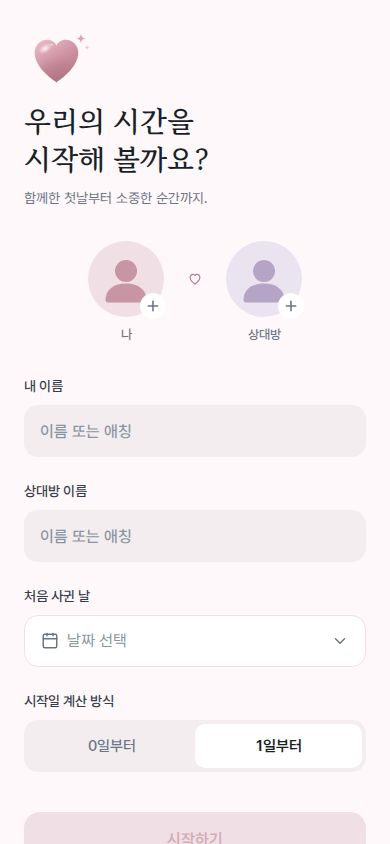 우리의 시간을
시작해 볼까요?
함께한 첫날부터 소중한 순간까지.
나
상대방
내 이름
이름 또는 애칭
상대방 이름
이름 또는 애칭
처음 사귄 날
날짜 선택
시작일 계산 방식
0일부터
1일부터
시작하기